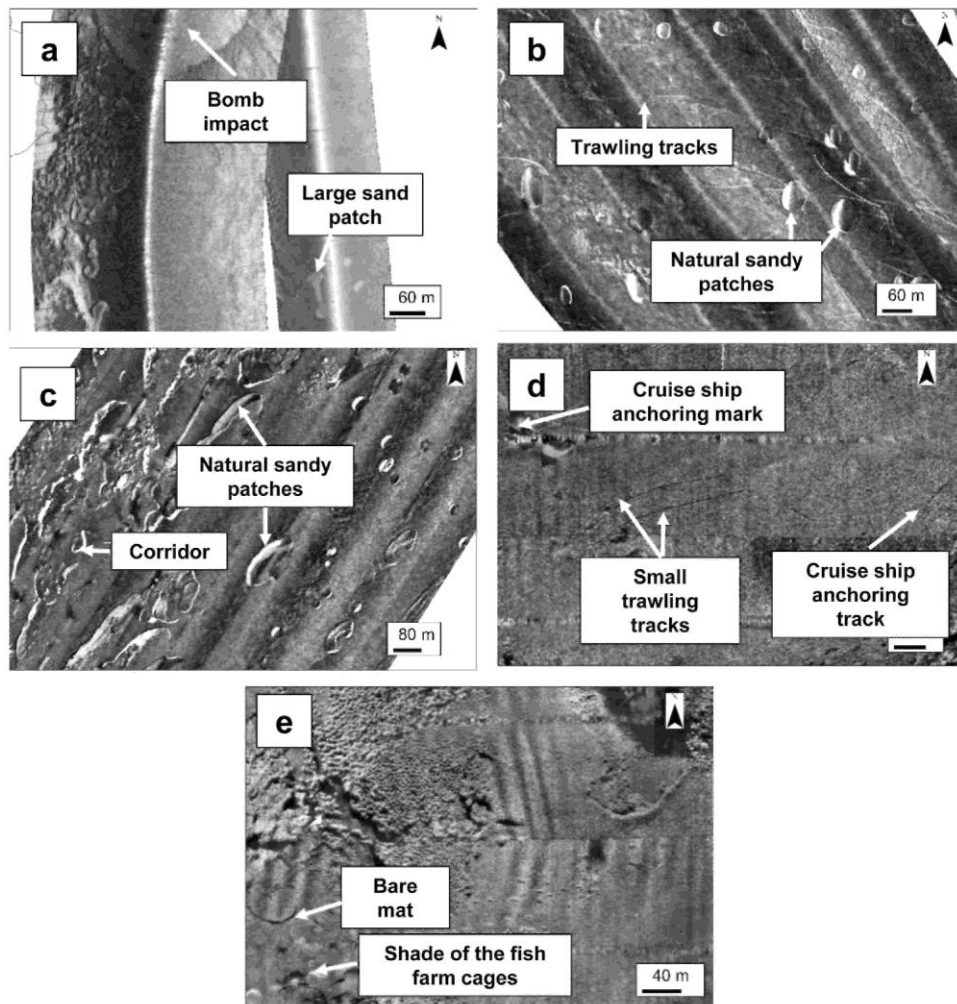 a
N
Bomb
impact
Large sand
patch
60 m
b
N
Trawling tracks
Natural sandy
patches
60 m
c
N
Natural sandy
patches
Corridor
80 m
d
N
Cruise ship
anchoring mark
Small
trawling
tracks
Cruise ship
anchoring
track
e
N
Bare
mat
Shade of the fish
farm cages
40 m